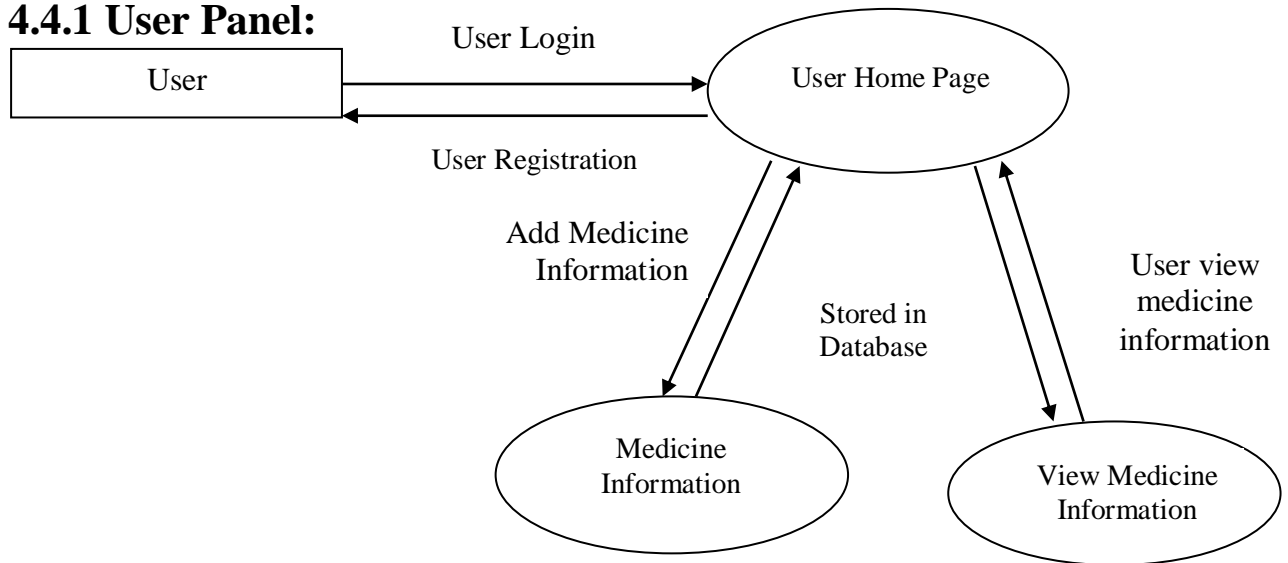 4.4.1 User Panel:
User Login
User
User Home Page
User Registration
Add Medicine
Information
User view
medicine
information
Stored in
Database
Medicine
Information
View Medicine
Information